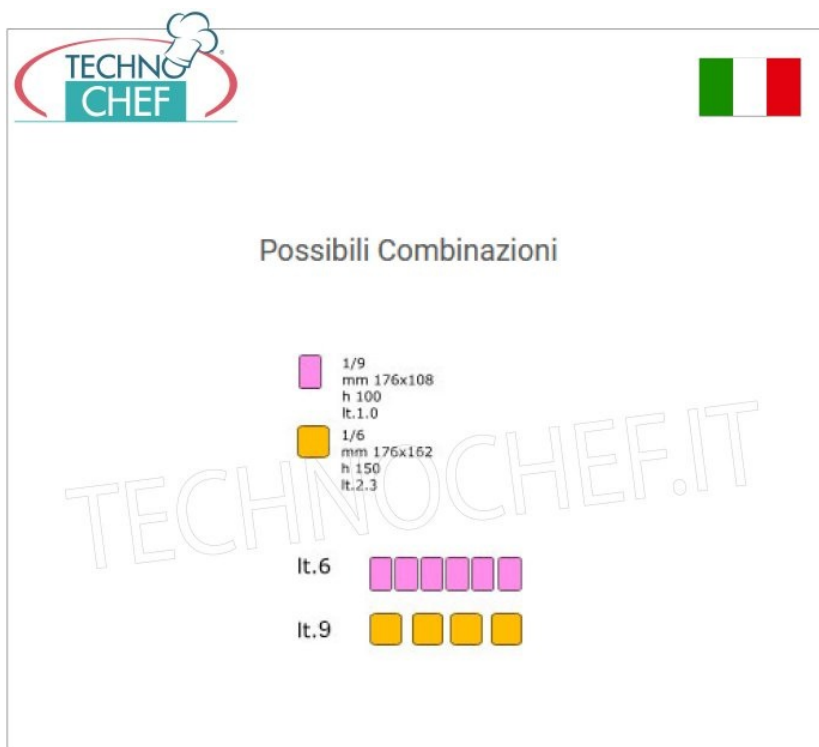 TECHNO
CHEF
Possibili Combinazioni
1/9
mm 176x108
h 100
lt.1.0
1/6
mm 176x162
h 150
lt.2.3
TECHNOCHEF.IT
lt.6
lt.9